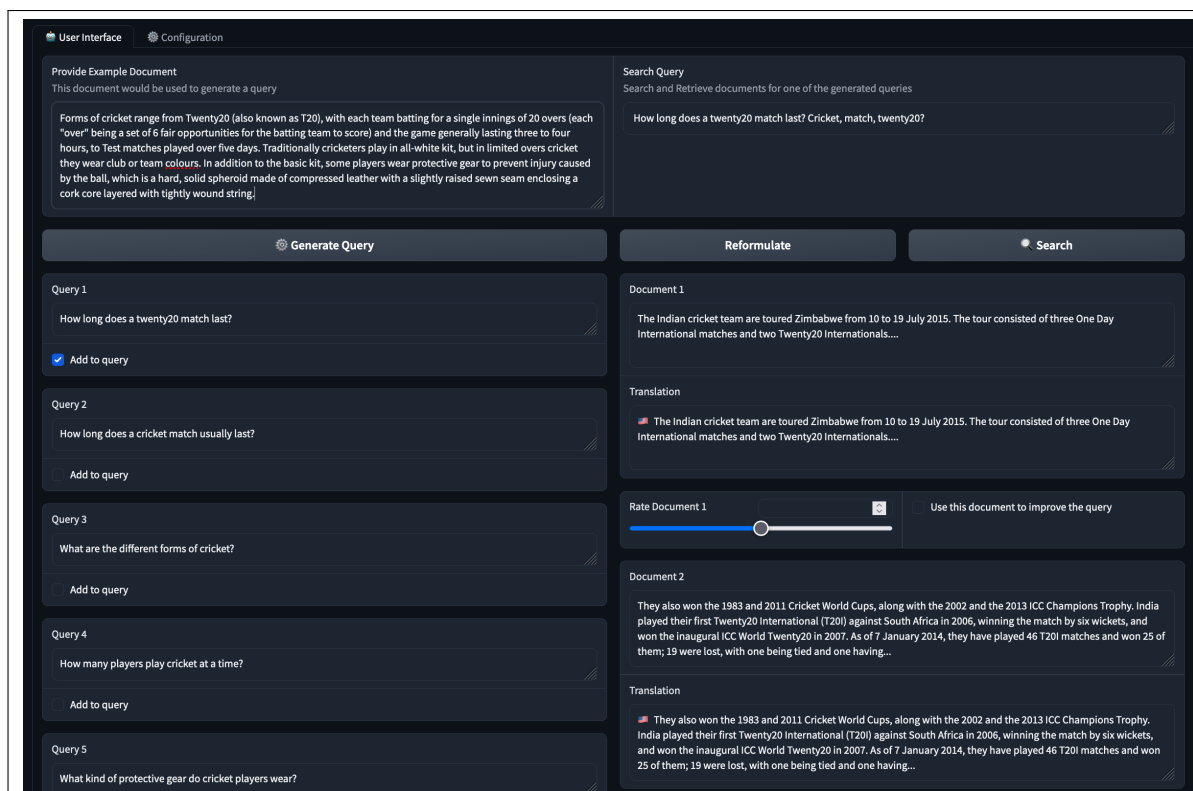 User Interface
Configuration
Provide Example Document
This document would be used to generate a query
Forms of cricket range from Twenty20 (also known as T20), with each team batting for a single innings of 20 overs (each
"over" being a set of 6 fair opportunities for the batting team to score) and the game generally lasting three to four
hours, to Test matches played over five days. Traditionally cricketers play in all-white kit, but in limited overs cricket
they wear club or team colours. In addition to the basic kit, some players wear protective gear to prevent injury caused
by the ball, which is a hard, solid spheroid made of compressed leather with a slightly raised sewn seam enclosing a
cork core layered with tightly wound string.
Search Query
Search and Retrieve documents for one of the generated queries
How long does a twenty20 match last? Cricket, match, twenty20?
Generate Query
Reformulate
Search
Query 1
How long does a twenty20 match last?
Add to query
Query 2
How long does a cricket match usually last?
Add to query
Query 3
What are the different forms of cricket?
Add to query
Query 4
How many players play cricket at a time?
Add to query
Query 5
What kind of protective gear do cricket players wear?
Document 1
The Indian cricket team are toured Zimbabwe from 10 to 19 July 2015. The tour consisted of three One Day
International matches and two Twenty20 Internationals....
Translation
The Indian cricket team are toured Zimbabwe from 10 to 19 July 2015. The tour consisted of three One Day
International matches and two Twenty20 Internationals....
Rate Document 1
Use this document to improve the query
Document 2
They also won the 1983 and 2011 Cricket World Cups, along with the 2002 and the 2013 ICC Champions Trophy. India
played their first Twenty20 International (T20I) against South Africa in 2006, winning the match by six wickets, and
won the inaugural ICC World Twenty20 in 2007. As of 7 January 2014, they have played 46 T20I matches and won 25 of
them; 19 were lost, with one being tied and one having...
Translation
They also won the 1983 and 2011 Cricket World Cups, along with the 2002 and the 2013 ICC Champions Trophy.
India played their first Twenty20 International (T20I) against South Africa in 2006, winning the match by six wickets,
and won the inaugural ICC World Twenty20 in 2007. As of 7 January 2014, they have played 46 T20I matches and won
25 of them; 19 were lost, with one being tied and one having...